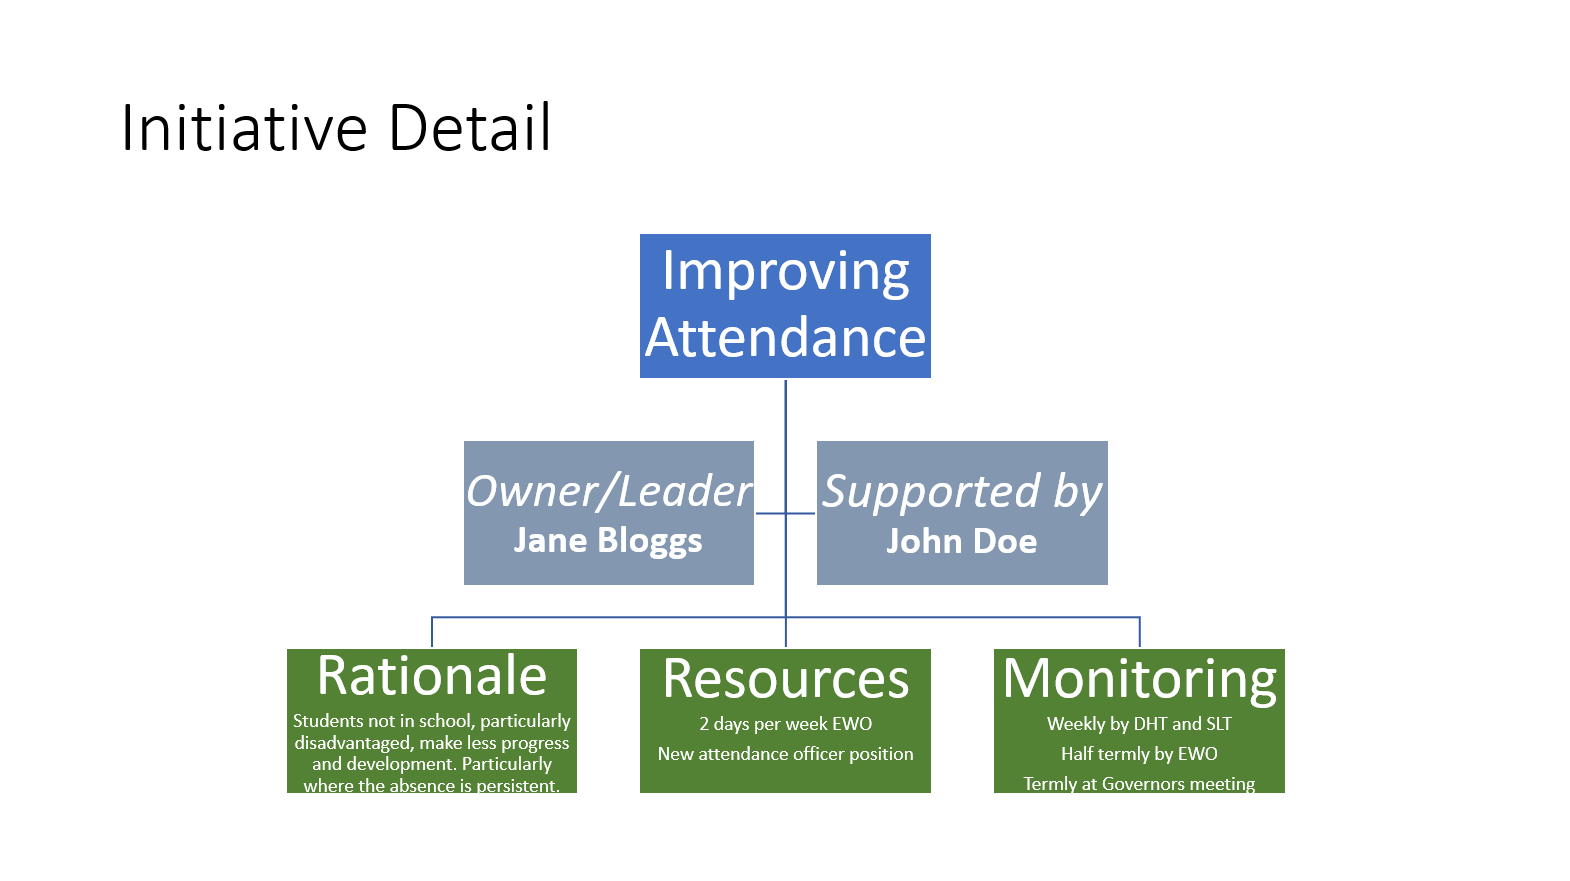 Initiative Detail
Improving
Attendance
Owner/Leader
Jane Bloggs
Supported by
John Doe
Rationale
Students not in school, particularly
disadvantaged, make less progress
and development. Particularly
where the absence is persistent.
Resources
2 days per week EWO
New attendance officer position
Monitoring
Weekly by DHT and SLT
Half termly by EWO
Termly at Governors meeting